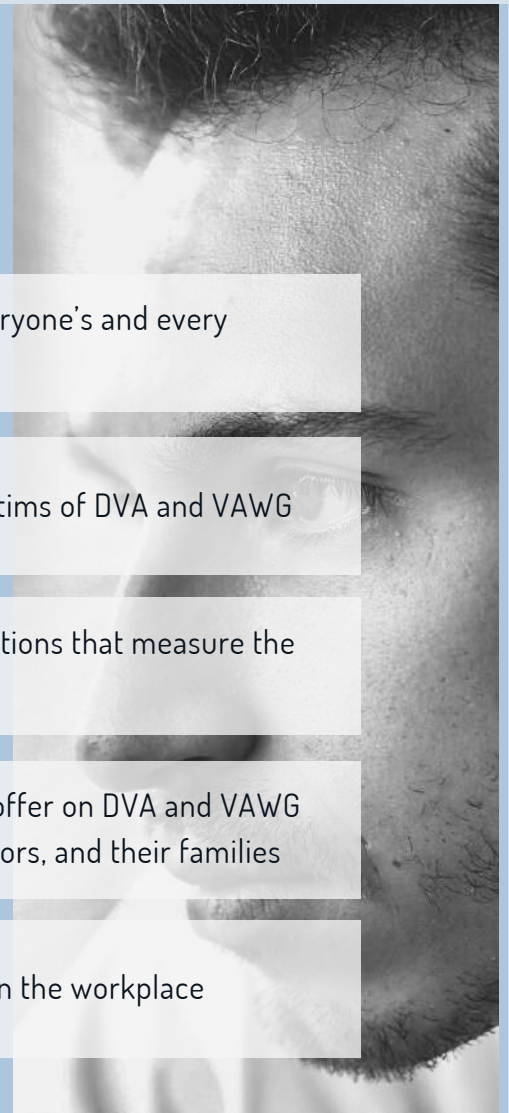 ryone's and every
tims of DVA and VAWG
tions that measure the
offer on DVA and VAWG
ors, and their families
n the workplace